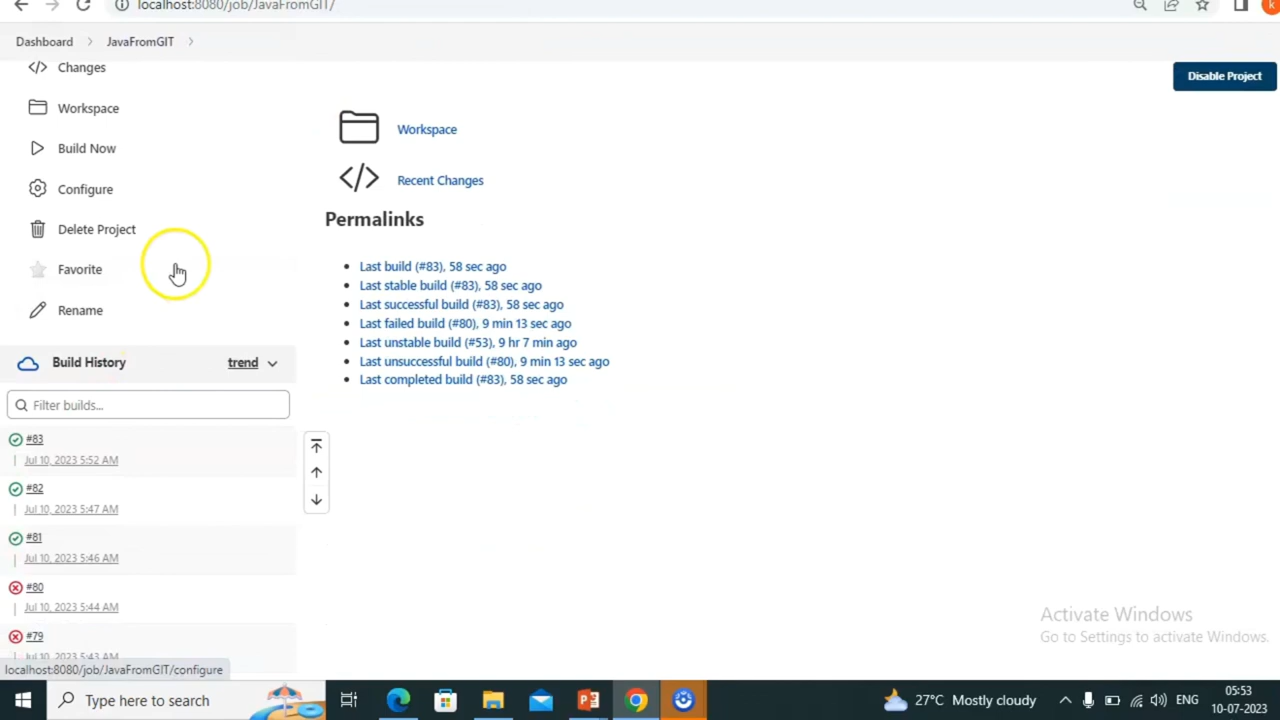 localhost:8080/job/JavaFromGIT/
k
Dashboard
JavaFromGIT
Changes
Disable Project
Workspace
Build Now
Configure
Delete Project
Favorite
Rename
Workspace
Recent Changes
Permalinks
Last build (#83), 58 sec ago
Last stable build (#83), 58 sec ago
Last successful build (#83), 58 sec ago
Last failed build (#80), 9 min 13 sec ago
Last unstable build (#53), 9 hr 7 min ago
Last unsuccessful build (#80), 9 min 13 sec ago
Last completed build (#83), 58 sec ago
Build History
trend
Filter builds...
#83
Jul 10, 2023 5:52 AM
#82
Jul 10, 2023 5:47 AM
#81
Jul 10, 2023 5:46 AM
#80
Jul 10, 2023 5:44 AM
#79
Jul 10, 2023 5:43 AM
localhost:8080/job/JavaFromGIT/configure
Activate Windows
Go to Settings to activate Windows.
Type here to search
27°C Mostly cloudy
ENG
05:53
10-07-2023